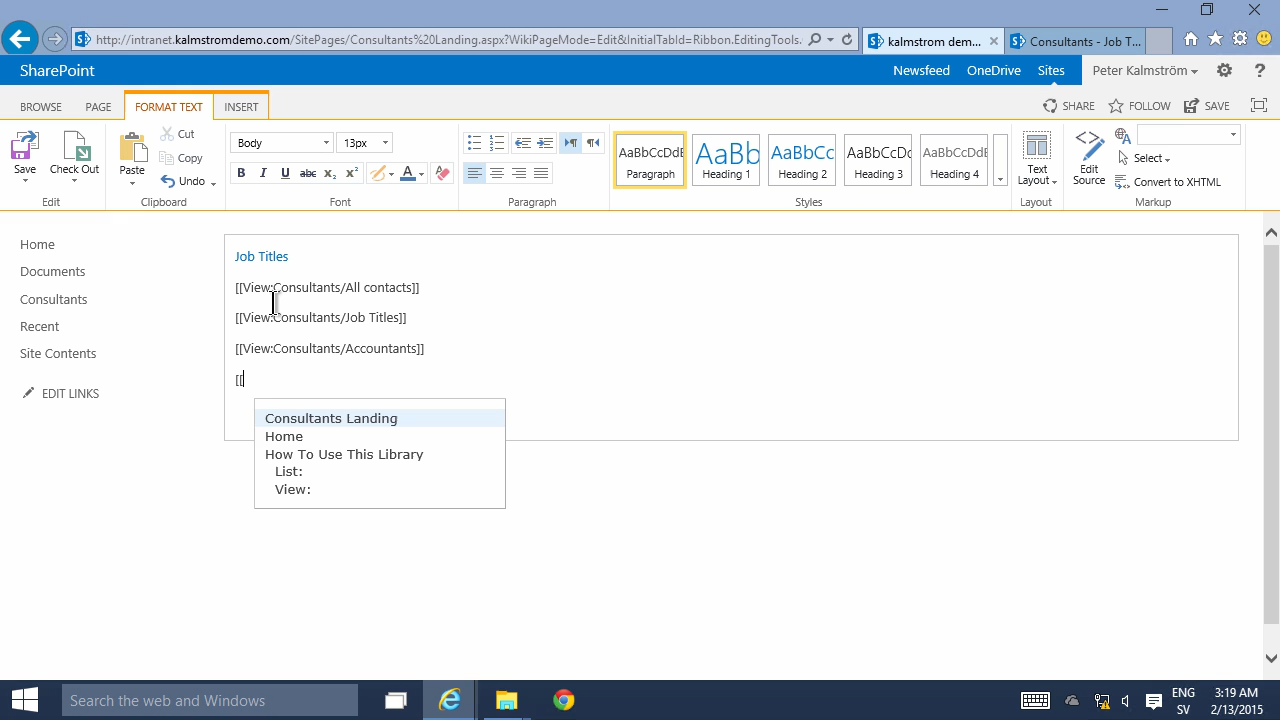 http://intranet.kalmstromdemo.com/SitePages/Consultants%20Landing.aspx?WikiPageMode=Edit&InitialTabId=Ribbon.EditingTools.
kalmstrom dem...
Consultants - Job T...
SharePoint
Newsfeed
OneDrive
Sites
Peter Kalmström
?
BROWSE
PAGE
FORMAT TEXT
INSERT
SHARE
FOLLOW
SAVE
Save
Check Out
Paste
Cut
Copy
Undo
Body
13px
B I U abc x₂ x²
A
AaBbCcDdE
Paragraph
AaBb
Heading 1
AaBbCc
Heading 2
AaBbCcDc
Heading 3
AaBbCcDdE
Heading 4
Text
Layout
Edit
Source
Select
Convert to XHTML
Edit
Clipboard
Font
Paragraph
Styles
Layout
Markup
Home
Documents
Consultants
Recent
Site Contents
EDIT LINKS
Job Titles
[[View:Consultants/All contacts]]
[[View:Consultants/Job Titles]]
[[View:Consultants/Accountants]]
[[
Consultants Landing
Home
How To Use This Library
List:
View:
Search the web and Windows
ENG
SV
3:19 AM
2/13/2015